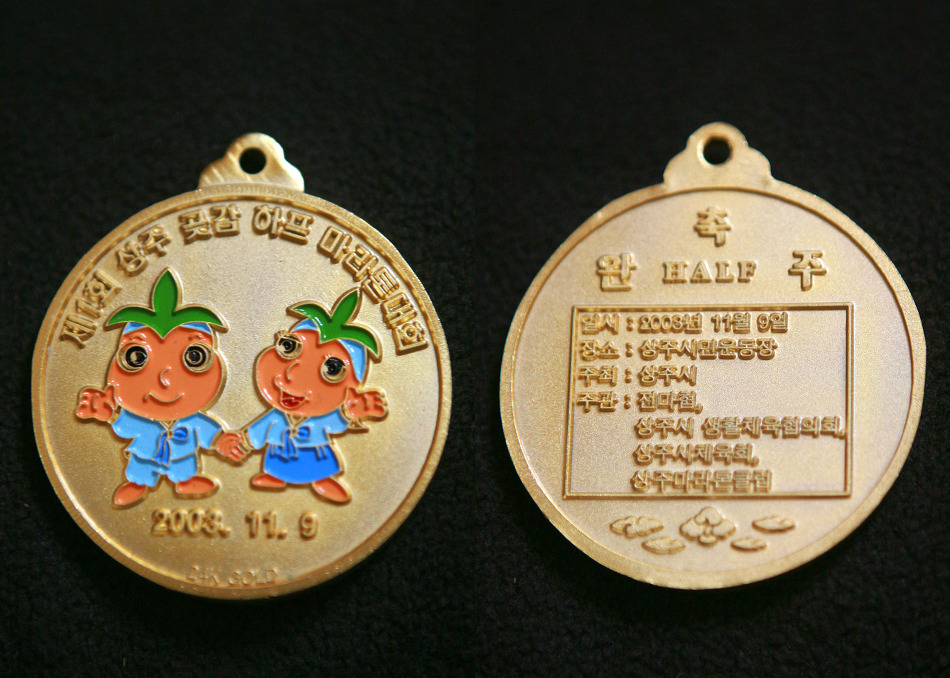 제1회 상주 곶감 하프 마라톤대회
2003. 11. 9
24K GOLD
축
완 HALF 주
일시 : 2003년 11월 9일
장소 : 상주시민운동장
주최 : 상주시
주관 : 전마협,
상주시 생활체육협의회,
상주시체육회,
상주마라톤클럽